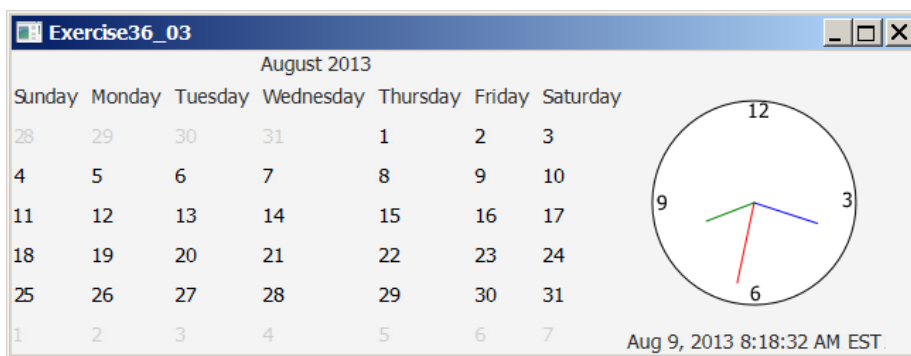 Exercise36_03
August 2013
Sunday Monday Tuesday Wednesday Thursday Friday Saturday
28 29 30 31 1 2 3
4 5 6 7 8 9 10
11 12 13 14 15 16 17
18 19 20 21 22 23 24
25 26 27 28 29 30 31
1 2 3 4 5 6 7
12
9 3
6
Aug 9, 2013 8:18:32 AM EST